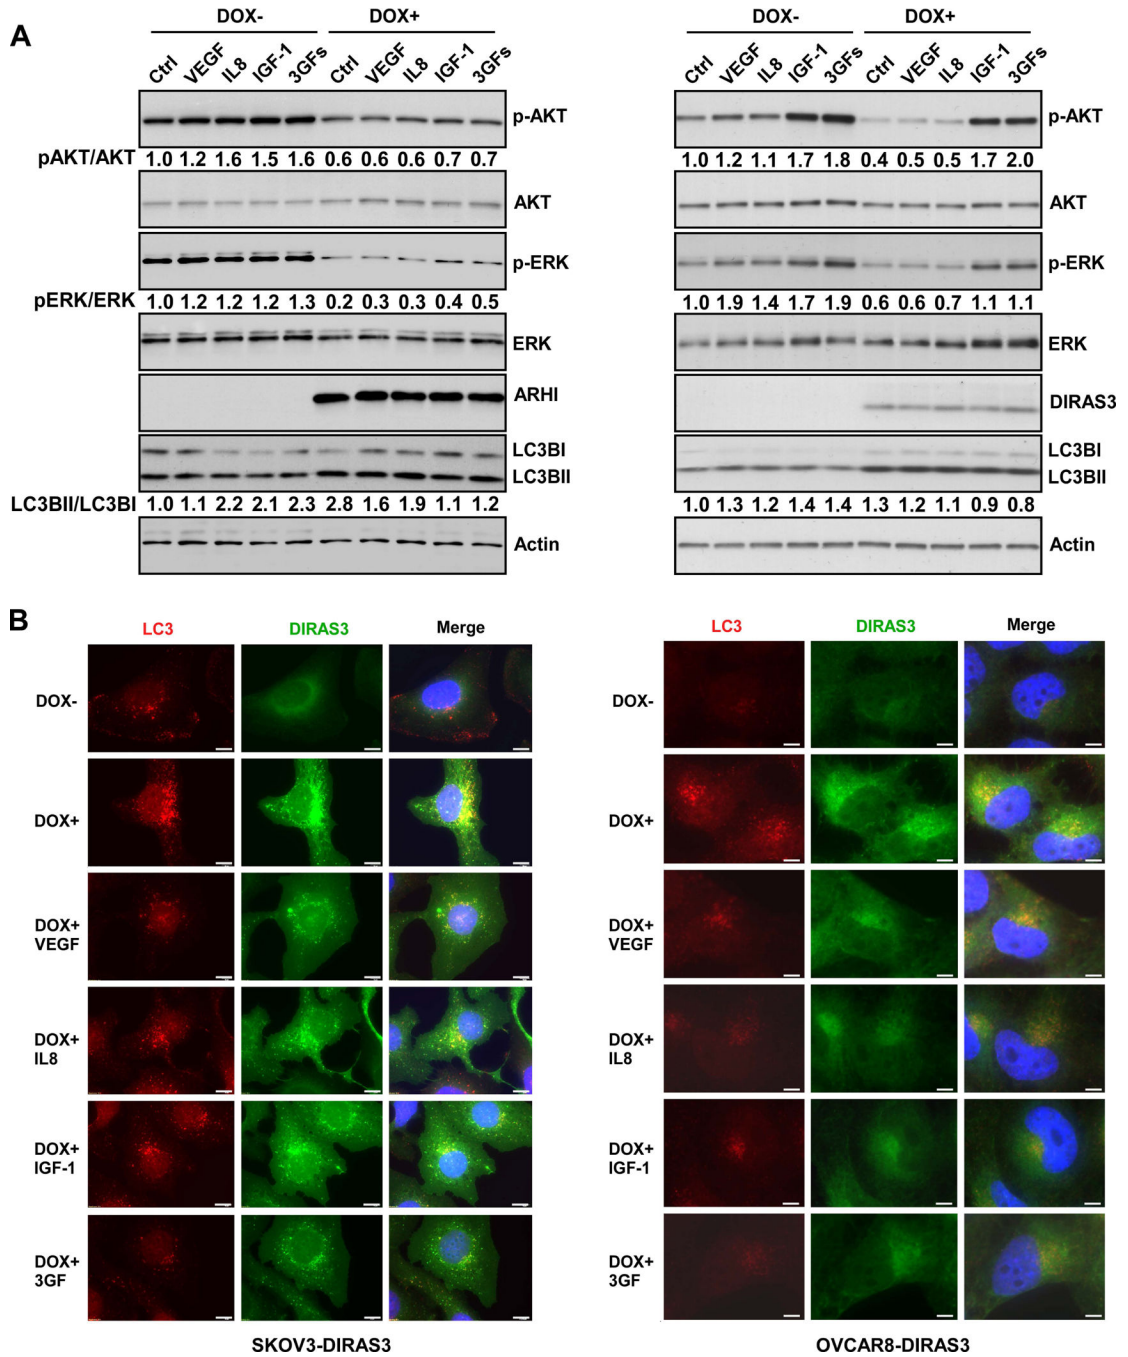 A
DOX- DOX+
Ctrl VEGF IL8 IGF-1 3GFs Ctrl VEGF IL8 IGF-1 3GFs
p-AKT
pAKT/AKT 1.0 1.2 1.6 1.5 1.6 0.6 0.6 0.6 0.7 0.7
AKT
p-ERK
pERK/ERK 1.0 1.2 1.2 1.2 1.3 0.2 0.3 0.3 0.4 0.5
ERK
ARHI
LC3BI
LC3BII
LC3BII/LC3BI 1.0 1.1 2.2 2.1 2.3 2.8 1.6 1.9 1.1 1.2
Actin
DOX- DOX+
Ctrl VEGF IL8 IGF-1 3GFs Ctrl VEGF IL8 IGF-1 3GFs
p-AKT
1.0 1.2 1.1 1.7 1.8 0.4 0.5 0.5 1.7 2.0
AKT
p-ERK
1.0 1.9 1.4 1.7 1.9 0.6 0.6 0.7 1.1 1.1
ERK
DIRAS3
LC3BI
LC3BII
1.0 1.3 1.2 1.4 1.4 1.3 1.2 1.1 0.9 0.8
Actin
B
LC3 DIRAS3 Merge
DOX-
DOX+
DOX+
VEGF
DOX+
IL8
DOX+
IGF-1
DOX+
3GF
SKOV3-DIRAS3
LC3 DIRAS3 Merge
DOX-
DOX+
DOX+
VEGF
DOX+
IL8
DOX+
IGF-1
DOX+
3GF
OVCAR8-DIRAS3